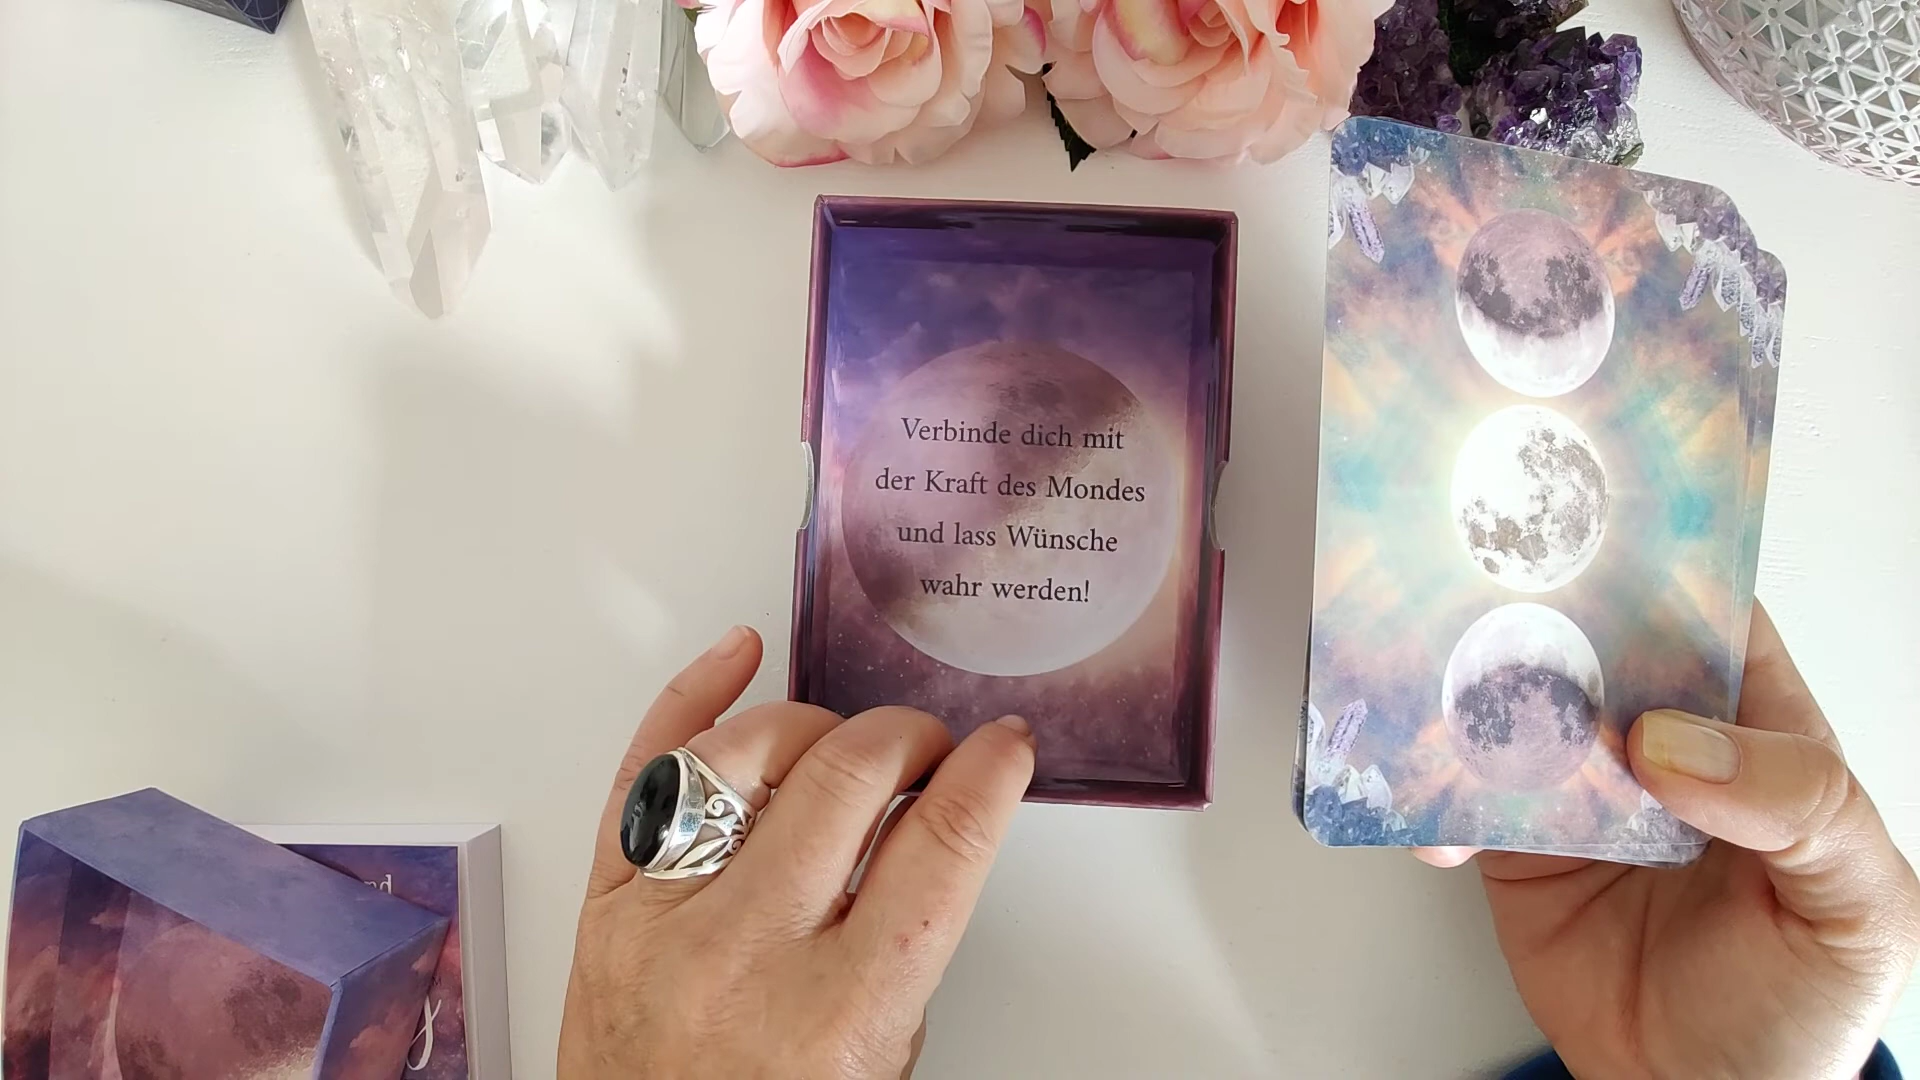 Verbinde dich mit
der Kraft des Mondes
und lass Wünsche
wahr werden!